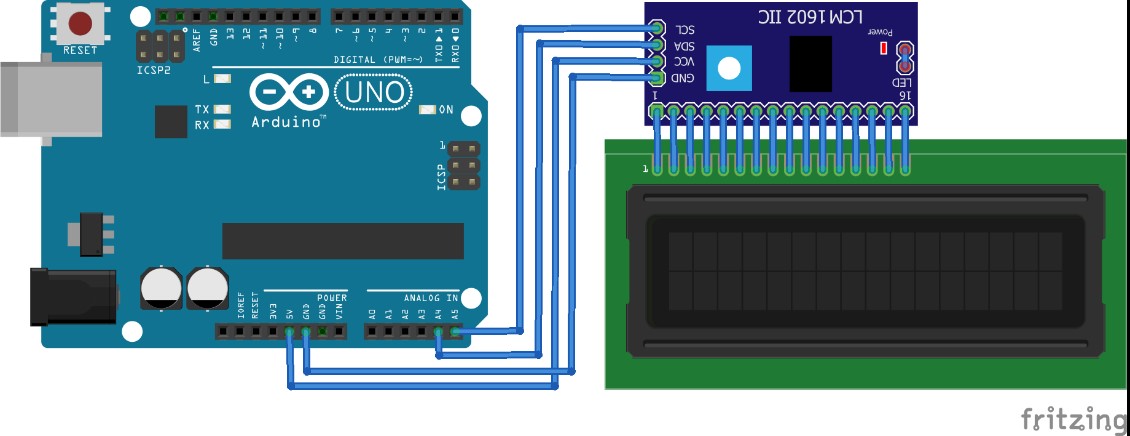 RESET
ICSP2
AREF
GND
13
12
~11
~10
~9
8
7
~6
~5
4
~3
2
TXD▶1
RXD◀0
DIGITAL (PWM=~)
L
TX
RX
UNO
ON
Arduino™
1
ICSP
IOREF
RESET
3V3
5V
GND
GND
VIN
POWER
A0
A1
A2
A3
A4
A5
ANALOG IN
LCM 1602 IIC
SCL
SDA
VCC
GND
Power
LED
1
16
1
fritzing